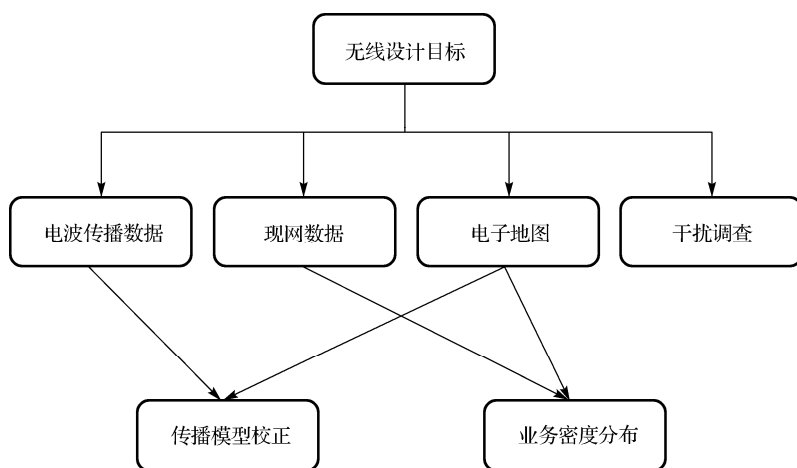 无线设计目标
电波传播数据
现网数据
电子地图
干扰调查
传播模型校正
业务密度分布